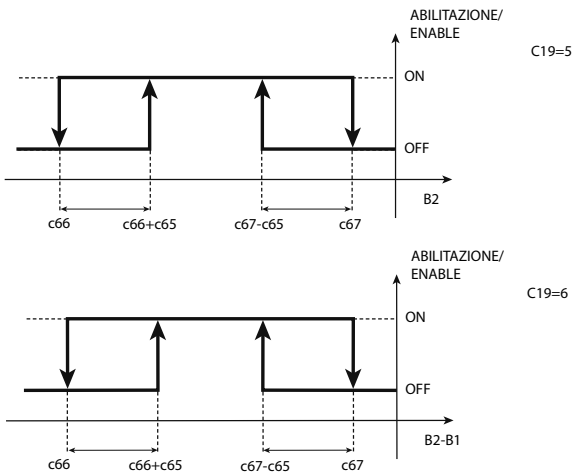 ABILITAZIONE/
ENABLE
C19=5
ON
OFF
B2
c66 c66+c65 c67-c65 c67
ABILITAZIONE/
ENABLE
C19=6
ON
OFF
B2-B1
c66 c66+c65 c67-c65 c67